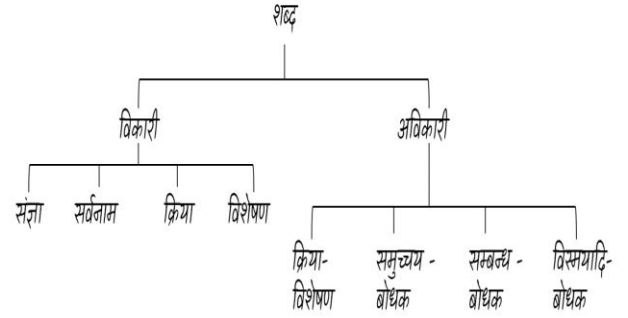 शब्द
विकारी
अविकारी
संज्ञा
सर्वनाम
क्रिया
विशेषण
क्रिया-
विशेषण
समुच्चय -
बोधक
सम्बन्ध -
बोधक
विस्मयादि-
बोधक